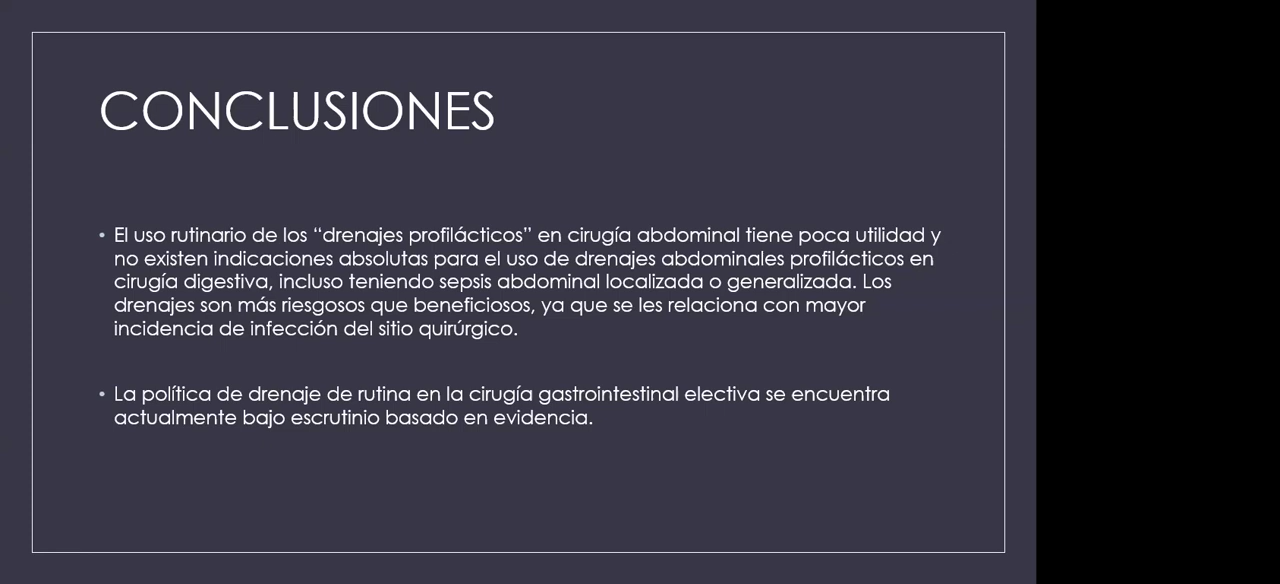 CONCLUSIONES
• El uso rutinario de los “drenajes profilácticos” en cirugía abdominal tiene poca utilidad y
no existen indicaciones absolutas para el uso de drenajes abdominales profilácticos en
cirugía digestiva, incluso teniendo sepsis abdominal localizada o generalizada. Los
drenajes son más riesgosos que beneficiosos, ya que se les relaciona con mayor
incidencia de infección del sitio quirúrgico.
• La política de drenaje de rutina en la cirugía gastrointestinal electiva se encuentra
actualmente bajo escrutinio basado en evidencia.